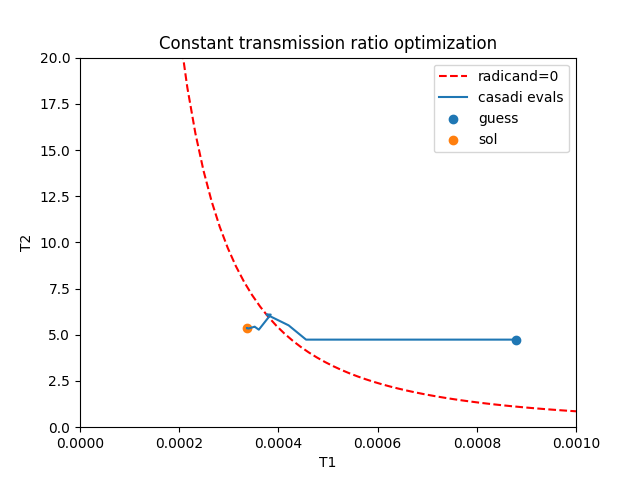 Constant transmission ratio optimization
radicand=0
casadi evals
guess
sol
T2
20.0
17.5
15.0
12.5
10.0
7.5
5.0
2.5
0.0
0.0000 0.0002 0.0004 0.0006 0.0008 0.0010
T1